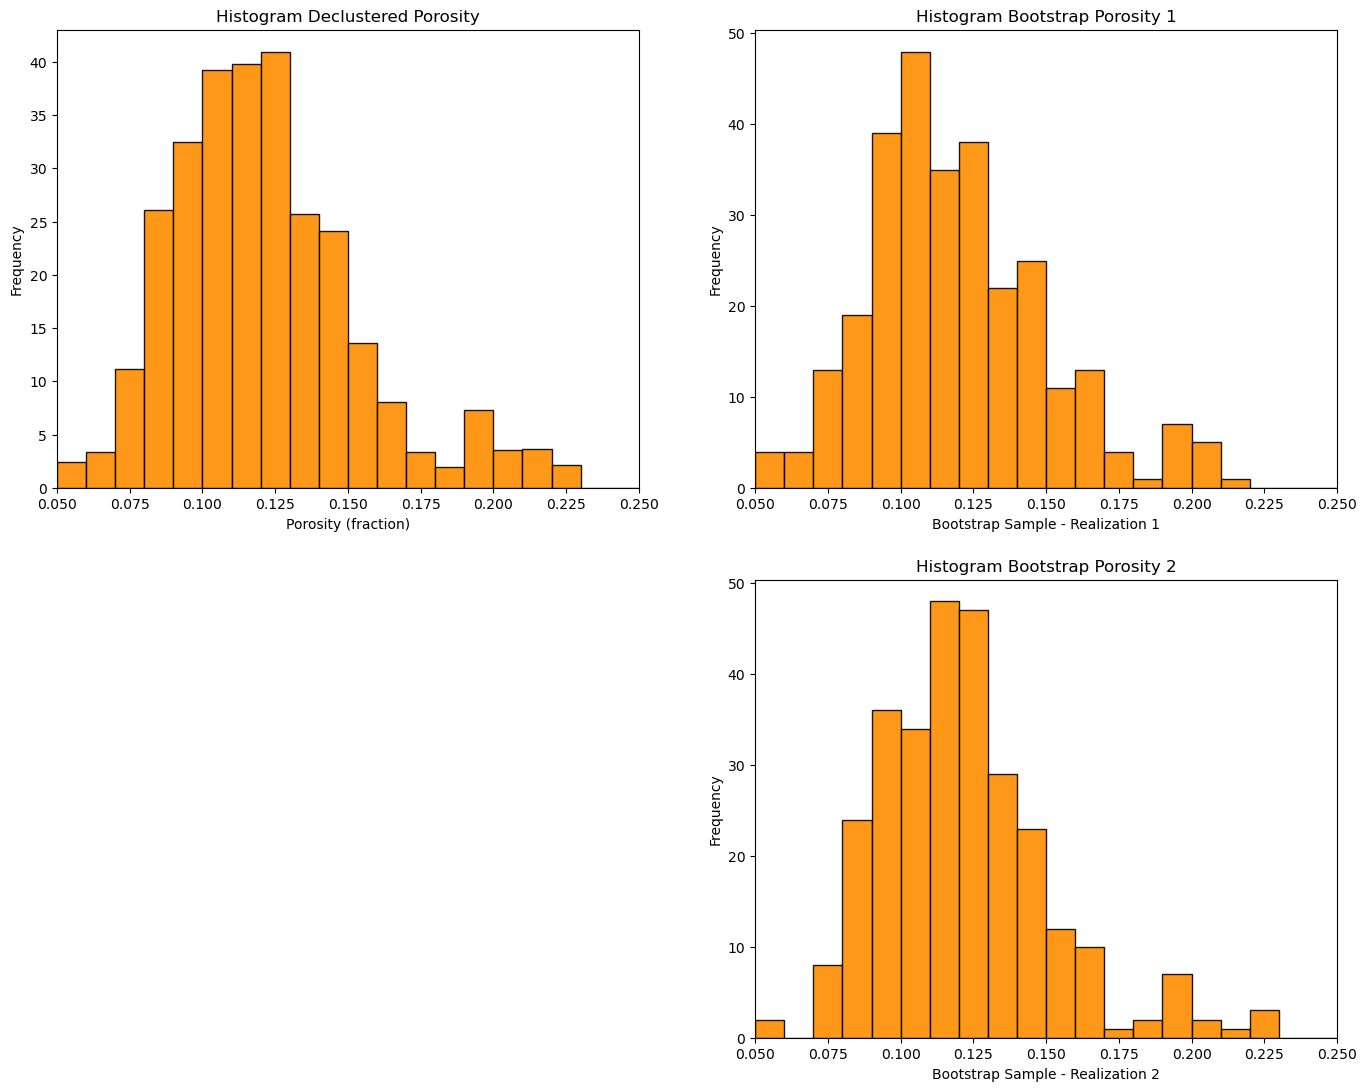 Histogram Declustered Porosity
40
35
30
25
20
15
10
5
0
Frequency
0.050 0.075 0.100 0.125 0.150 0.175 0.200 0.225 0.250
Porosity (fraction)
Histogram Bootstrap Porosity 1
50
40
30
20
10
0
Frequency
0.050 0.075 0.100 0.125 0.150 0.175 0.200 0.225 0.250
Bootstrap Sample - Realization 1
Histogram Bootstrap Porosity 2
50
40
30
20
10
0
Frequency
0.050 0.075 0.100 0.125 0.150 0.175 0.200 0.225 0.250
Bootstrap Sample - Realization 2